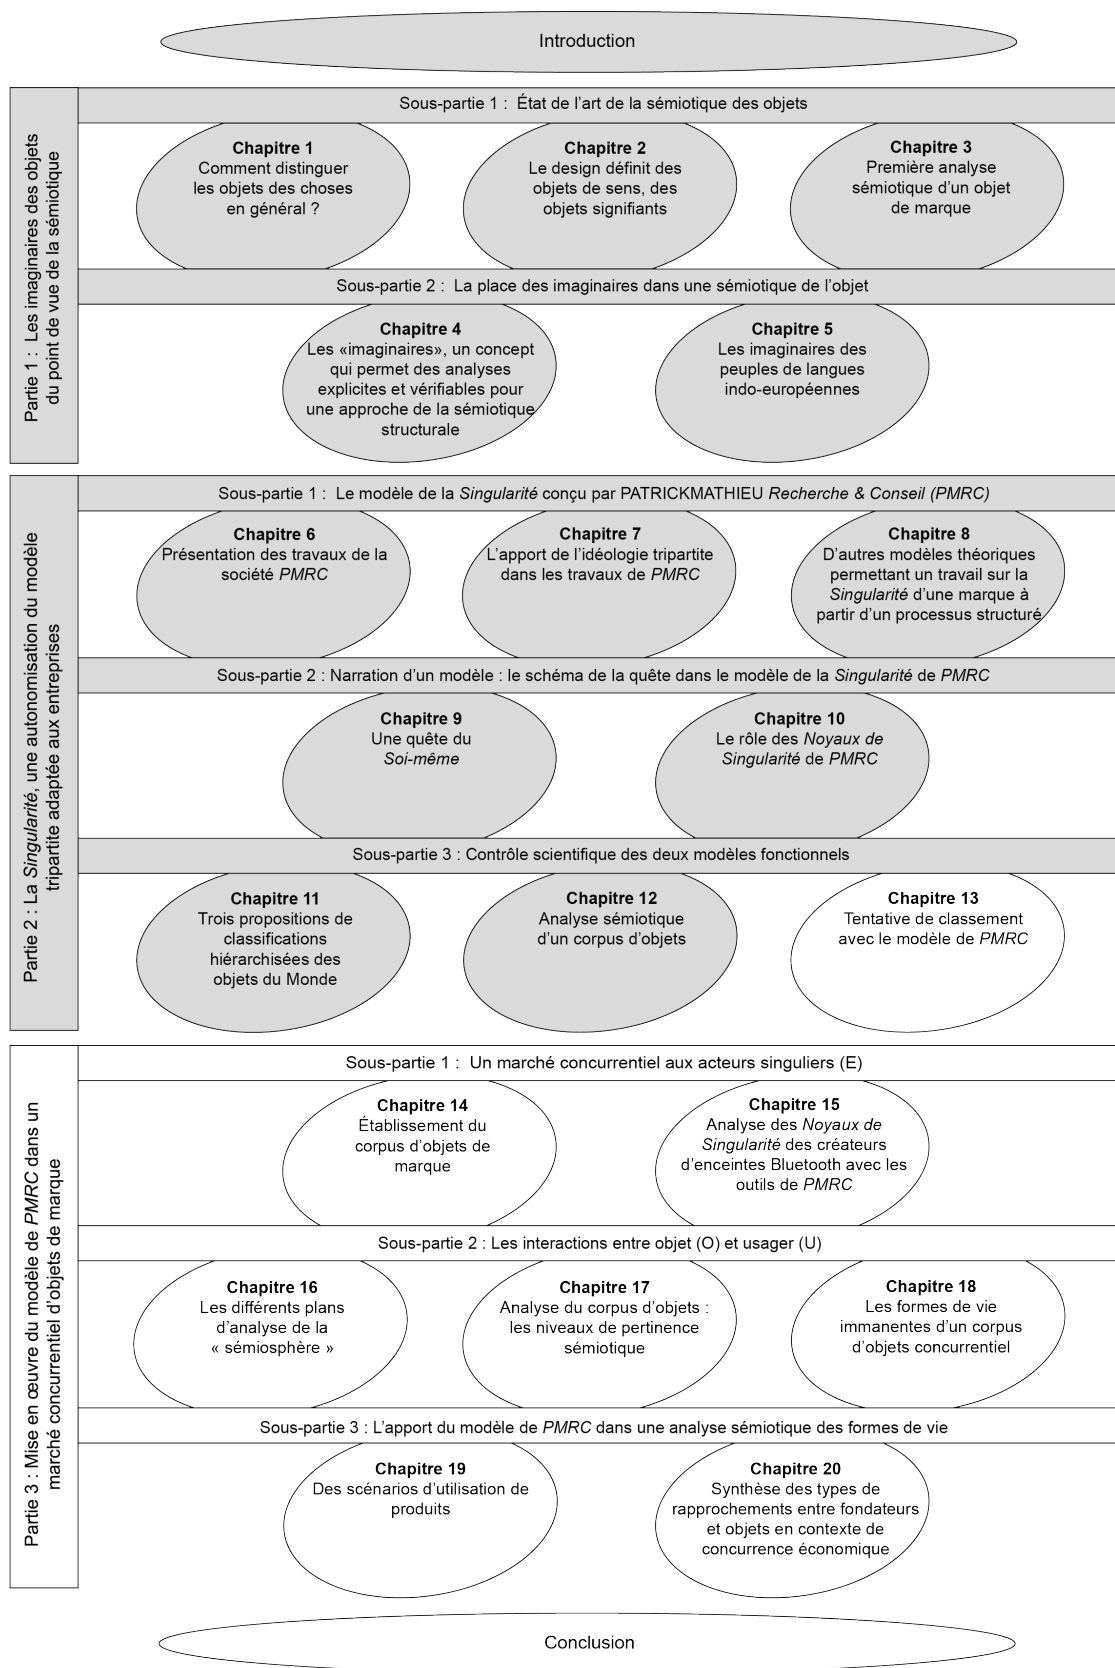 Introduction
Partie 1 : Les imaginaires des objets
du point de vue de la sémiotique
Sous-partie 1 : État de l'art de la sémiotique des objets
Chapitre 1
Comment distinguer
les objets des choses
en général ?
Chapitre 2
Le design définit des
objets de sens, des
objets signifiants
Chapitre 3
Première analyse
sémiotique d'un objet
de marque
Sous-partie 2 : La place des imaginaires dans une sémiotique de l'objet
Chapitre 4
Les «imaginaires», un concept
qui permet des analyses
explicites et vérifiables pour
une approche de la sémiotique
structurale
Chapitre 5
Les imaginaires des
peuples de langues
indo-européennes
Partie 2 : La Singularité, une autonomisation du modèle
tripartite adaptée aux entreprises
Sous-partie 1 : Le modèle de la Singularité conçu par PATRICKMATHIEU Recherche & Conseil (PMRC)
Chapitre 6
Présentation des travaux de la
société PMRC
Chapitre 7
L'apport de l'idéologie tripartite
dans les travaux de PMRC
Chapitre 8
D'autres modèles théoriques
permettant un travail sur la
Singularité d'une marque à
partir d'un processus structuré
Sous-partie 2 : Narration d'un modèle : le schéma de la quête dans le modèle de la Singularité de PMRC
Chapitre 9
Une quête du
Soi-même
Chapitre 10
Le rôle des Noyaux de
Singularité de PMRC
Sous-partie 3 : Contrôle scientifique des deux modèles fonctionnels
Chapitre 11
Trois propositions de
classifications
hiérarchisées des
objets du Monde
Chapitre 12
Analyse sémiotique
d'un corpus d'objets
Chapitre 13
Tentative de classement
avec le modèle de PMRC
Partie 3 : Mise en œuvre du modèle de PMRC dans un
marché concurrentiel d'objets de marque
Sous-partie 1 : Un marché concurrentiel aux acteurs singuliers (E)
Chapitre 14
Établissement du
corpus d'objets de
marque
Chapitre 15
Analyse des Noyaux de
Singularité des créateurs
d'enceintes Bluetooth avec les
outils de PMRC
Sous-partie 2 : Les interactions entre objet (O) et usager (U)
Chapitre 16
Les différents plans
d'analyse de la
« sémiosphère »
Chapitre 17
Analyse du corpus d'objets :
les niveaux de pertinence
sémiotique
Chapitre 18
Les formes de vie
immanentes d'un corpus
d'objets concurrentiel
Sous-partie 3 : L'apport du modèle de PMRC dans une analyse sémiotique des formes de vie
Chapitre 19
Des scénarios d'utilisation de
produits
Chapitre 20
Synthèse des types de
rapprochements entre fondateurs
et objets en contexte de
concurrence économique
Conclusion